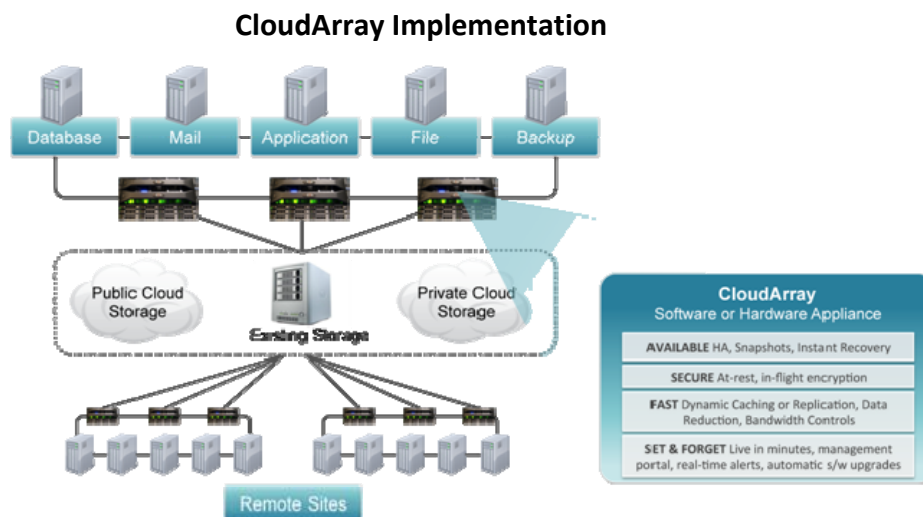 CloudArray Implementation
Database
Mail
Application
File
Backup
Public Cloud
Storage
Existing Storage
Private Cloud
Storage
CloudArray
Software or Hardware Appliance
AVAILABLE HA, Snapshots, Instant Recovery
SECURE At-rest, in-flight encryption
FAST Dynamic Caching or Replication, Data
Reduction, Bandwidth Controls
SET & FORGET Live in minutes, management
portal, real-time alerts, automatic s/w upgrades
Remote Sites